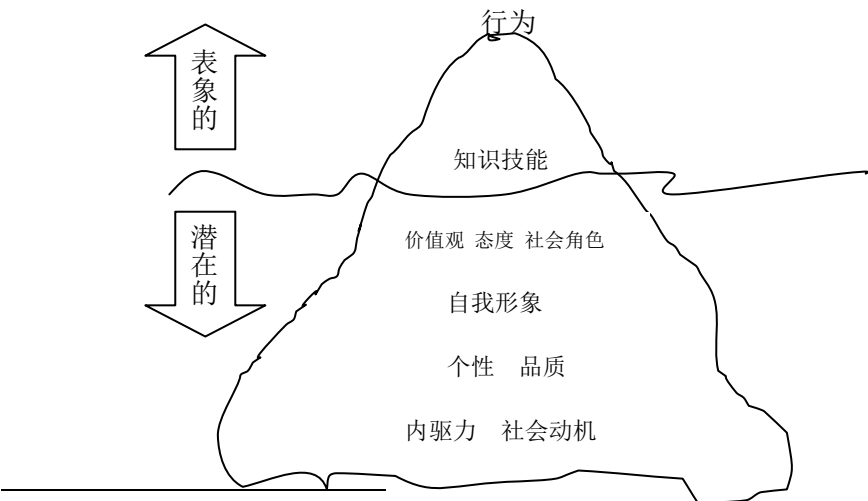 行为
表象的
知识技能
潜在的
价值观 态度 社会角色
自我形象
个性 品质
内驱力 社会动机